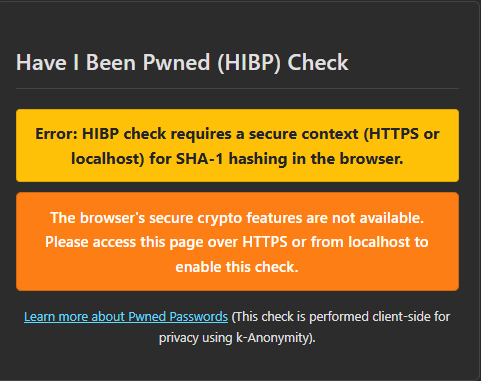 Have I Been Pwned (HIBP) Check
Error: HIBP check requires a secure context (HTTPS or
localhost) for SHA-1 hashing in the browser.
The browser's secure crypto features are not available.
Please access this page over HTTPS or from localhost to
enable this check.
Learn more about Pwned Passwords (This check is performed client-side for
privacy using k-Anonymity).